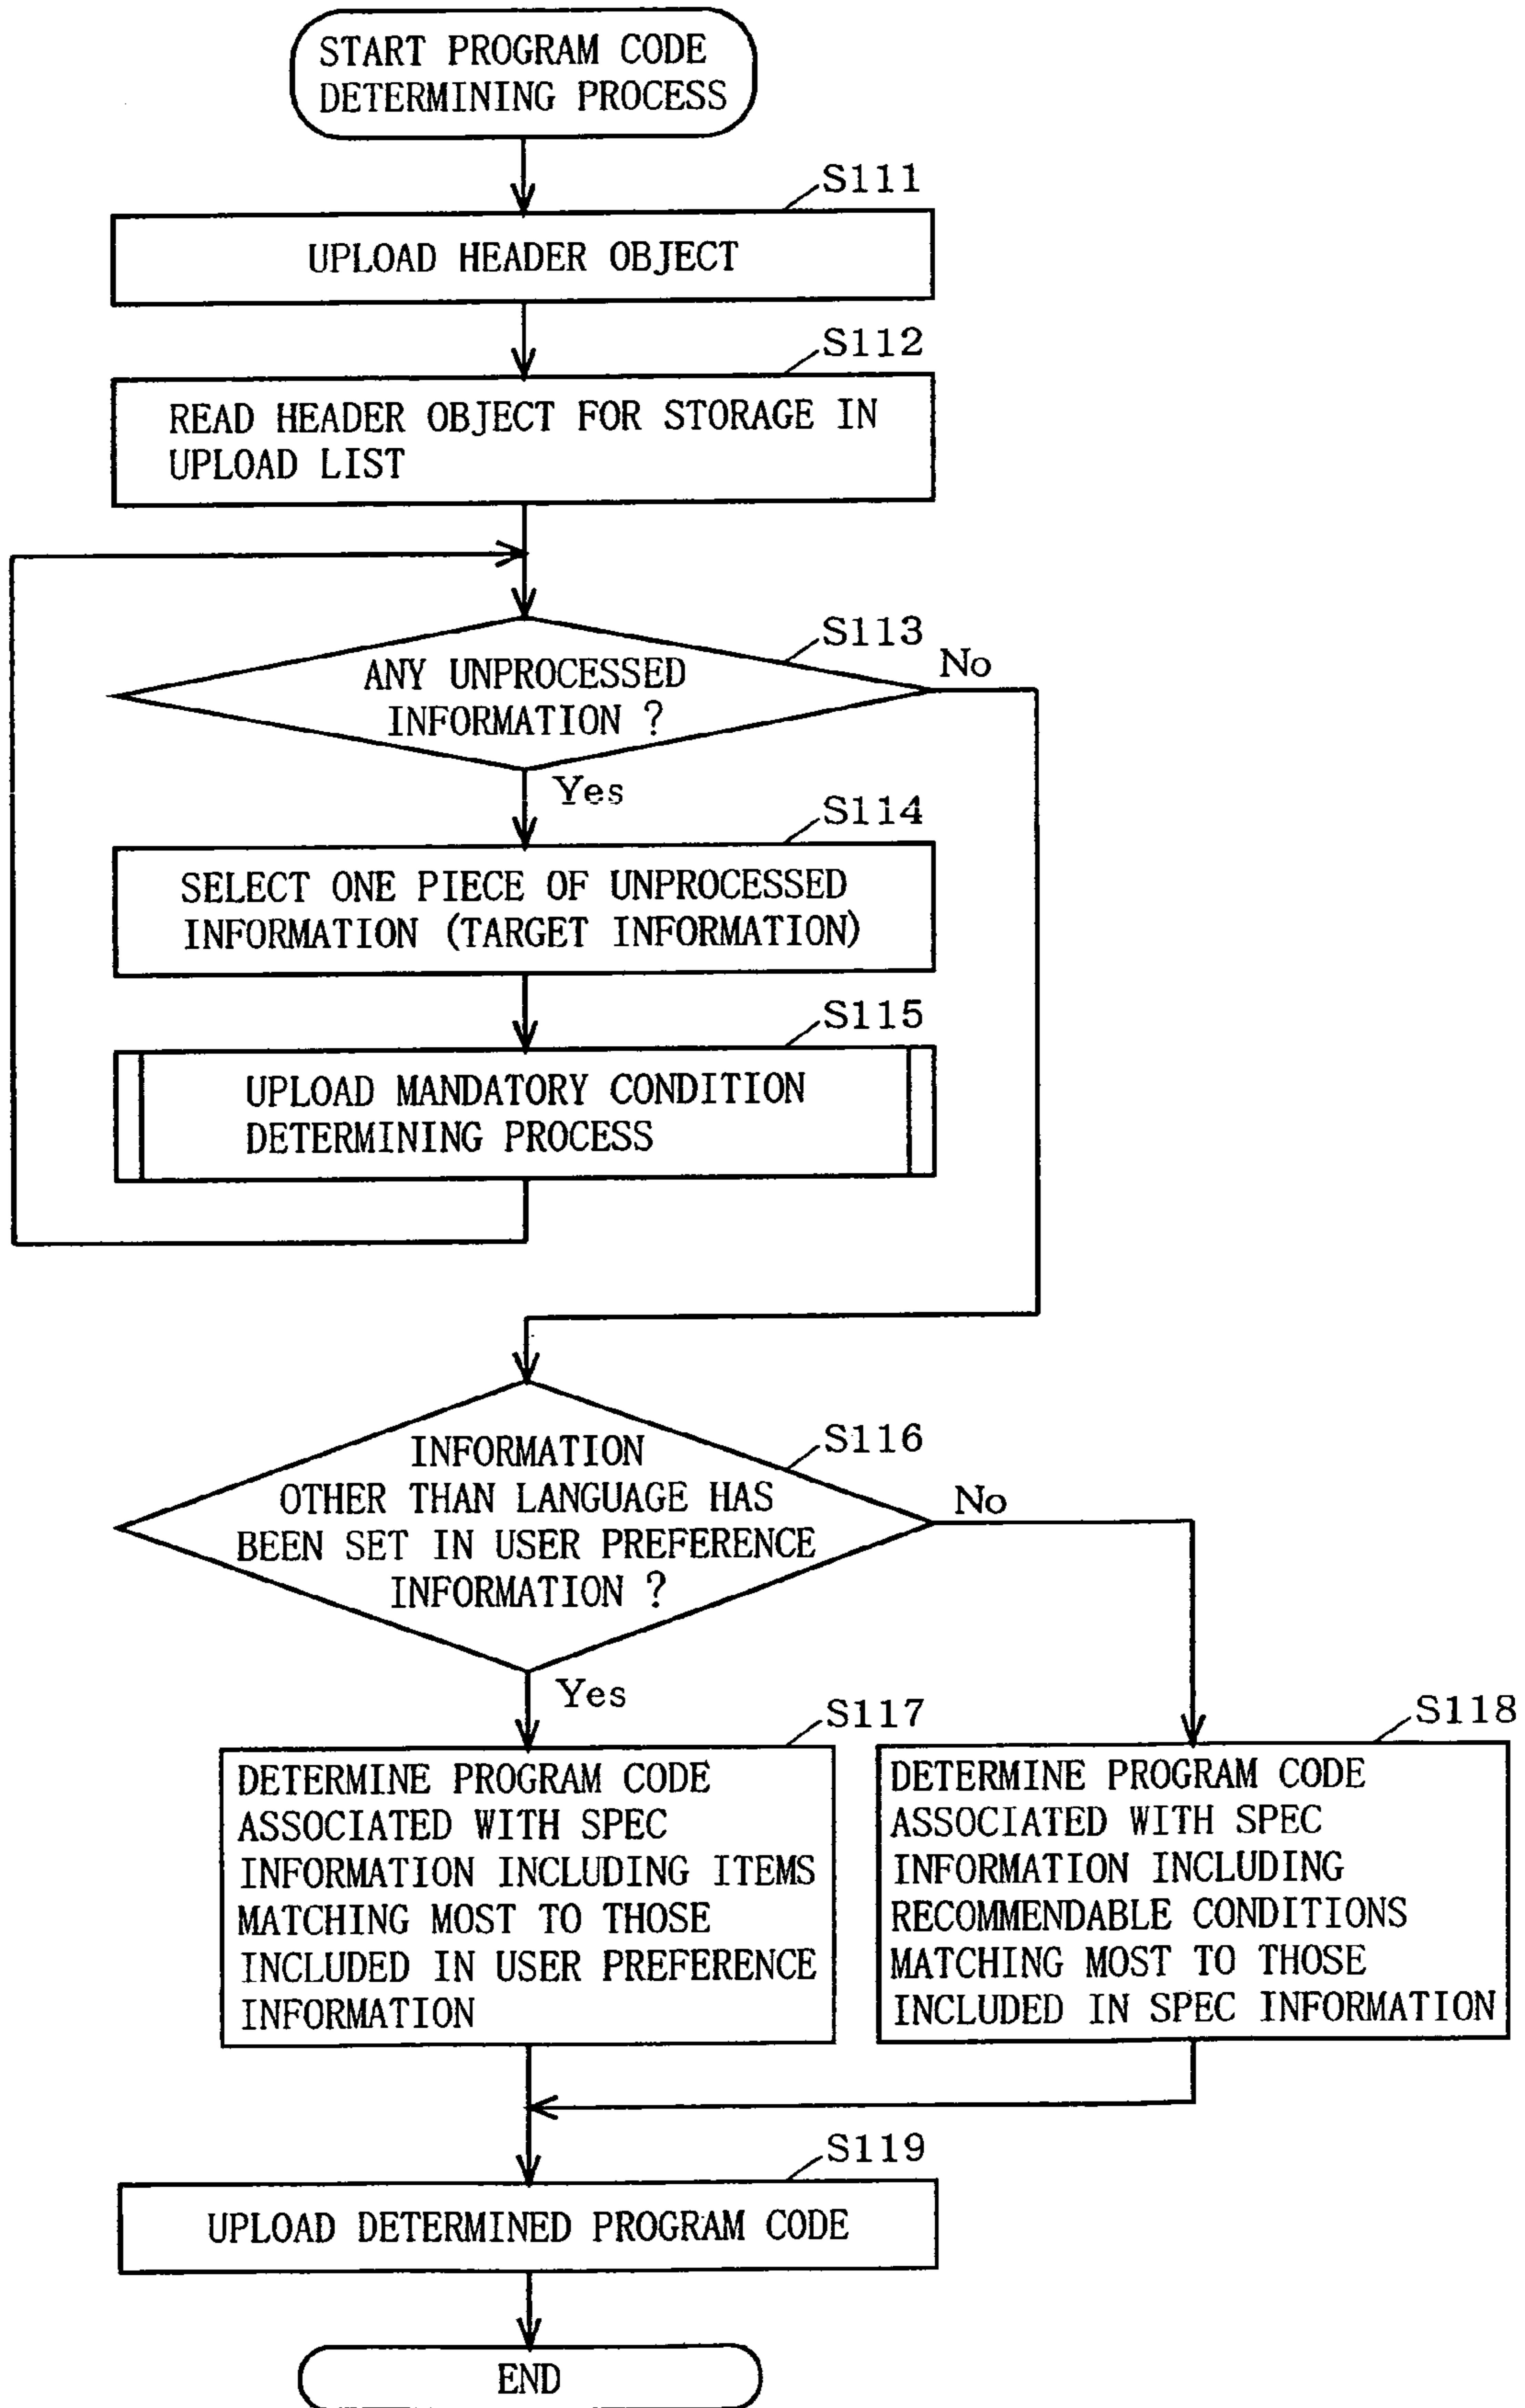 START PROGRAM CODE
DETERMINING PROCESS
S111
UPLOAD HEADER OBJECT
S112
READ HEADER OBJECT FOR STORAGE IN
UPLOAD LIST
S113
ANY UNPROCESSED
INFORMATION ?
No
Yes
S114
SELECT ONE PIECE OF UNPROCESSED
INFORMATION (TARGET INFORMATION)
S115
UPLOAD MANDATORY CONDITION
DETERMINING PROCESS
S116
INFORMATION
OTHER THAN LANGUAGE HAS
BEEN SET IN USER PREFERENCE
INFORMATION ?
No
Yes
S117
DETERMINE PROGRAM CODE
ASSOCIATED WITH SPEC
INFORMATION INCLUDING ITEMS
MATCHING MOST TO THOSE
INCLUDED IN USER PREFERENCE
INFORMATION
S118
DETERMINE PROGRAM CODE
ASSOCIATED WITH SPEC
INFORMATION INCLUDING
RECOMMENDABLE CONDITIONS
MATCHING MOST TO THOSE
INCLUDED IN SPEC INFORMATION
S119
UPLOAD DETERMINED PROGRAM CODE
END